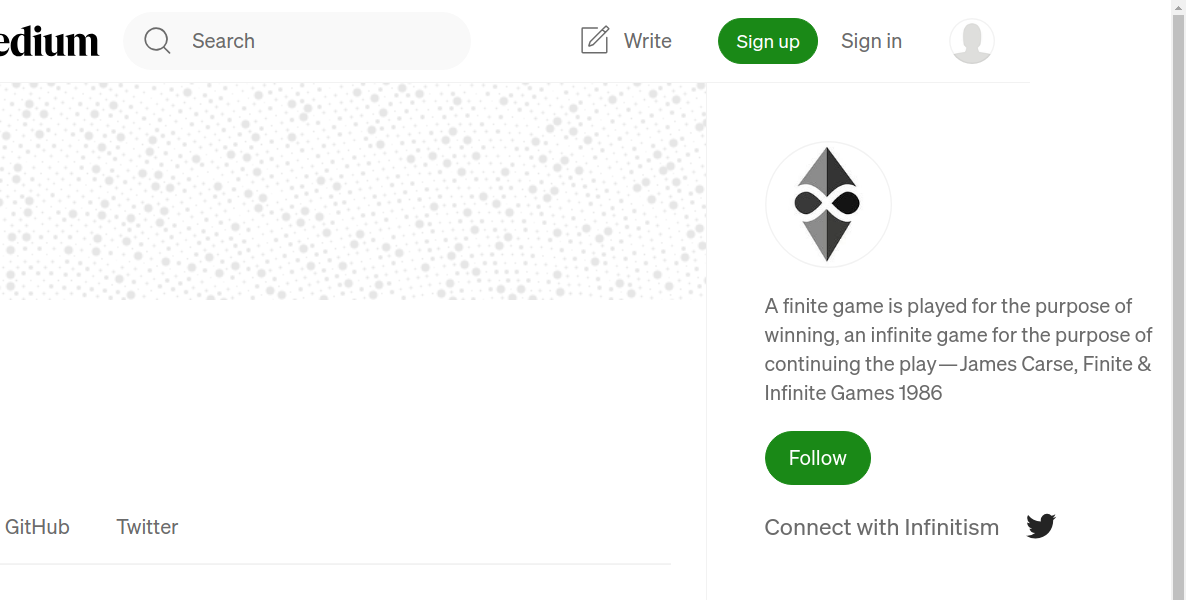 edium
Search
Write
Sign up
Sign in
A finite game is played for the purpose of
winning, an infinite game for the purpose of
continuing the play — James Carse, Finite &
Infinite Games 1986
Follow
GitHub
Twitter
Connect with Infinitism